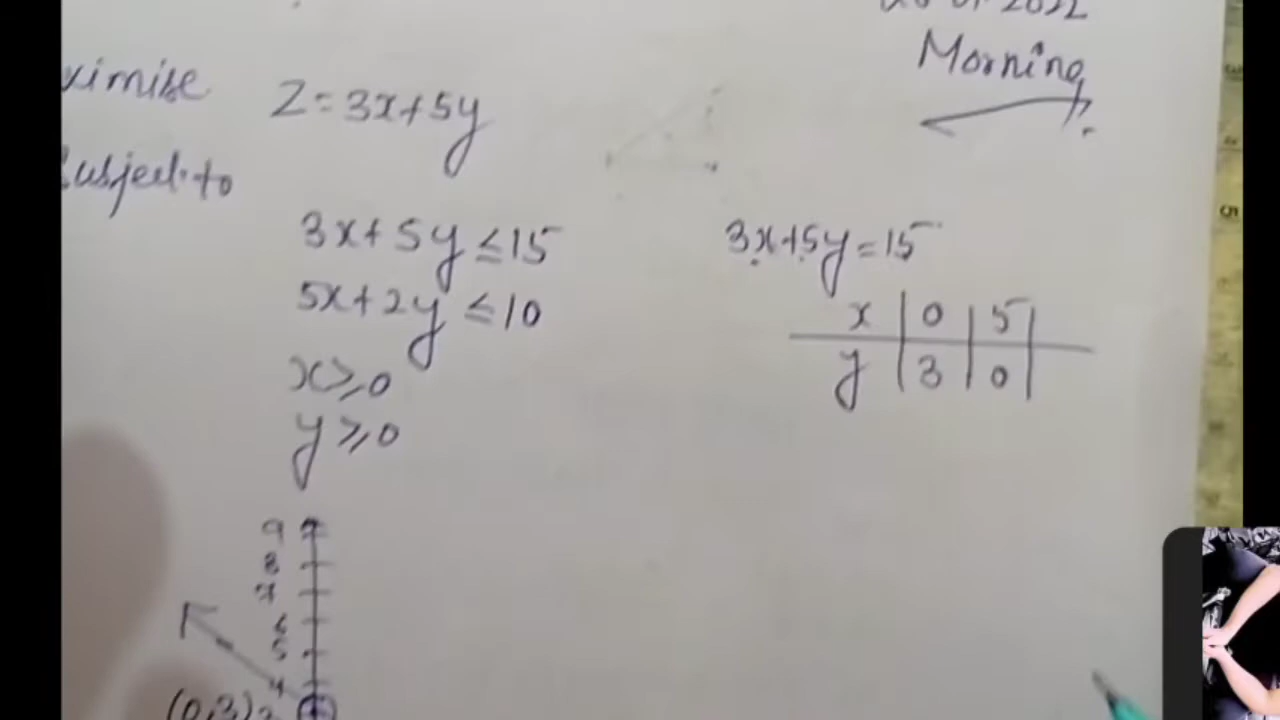 Morning
ximise Z = 3x+5y
Subject to
3x+5y ≤ 15
5x+2y ≤ 10
x ≥ 0
y ≥ 0
3x+5y = 15
x | 0 | 5 |
y | 3 | 0 |
9
8
7
6
5
4
(0,3)